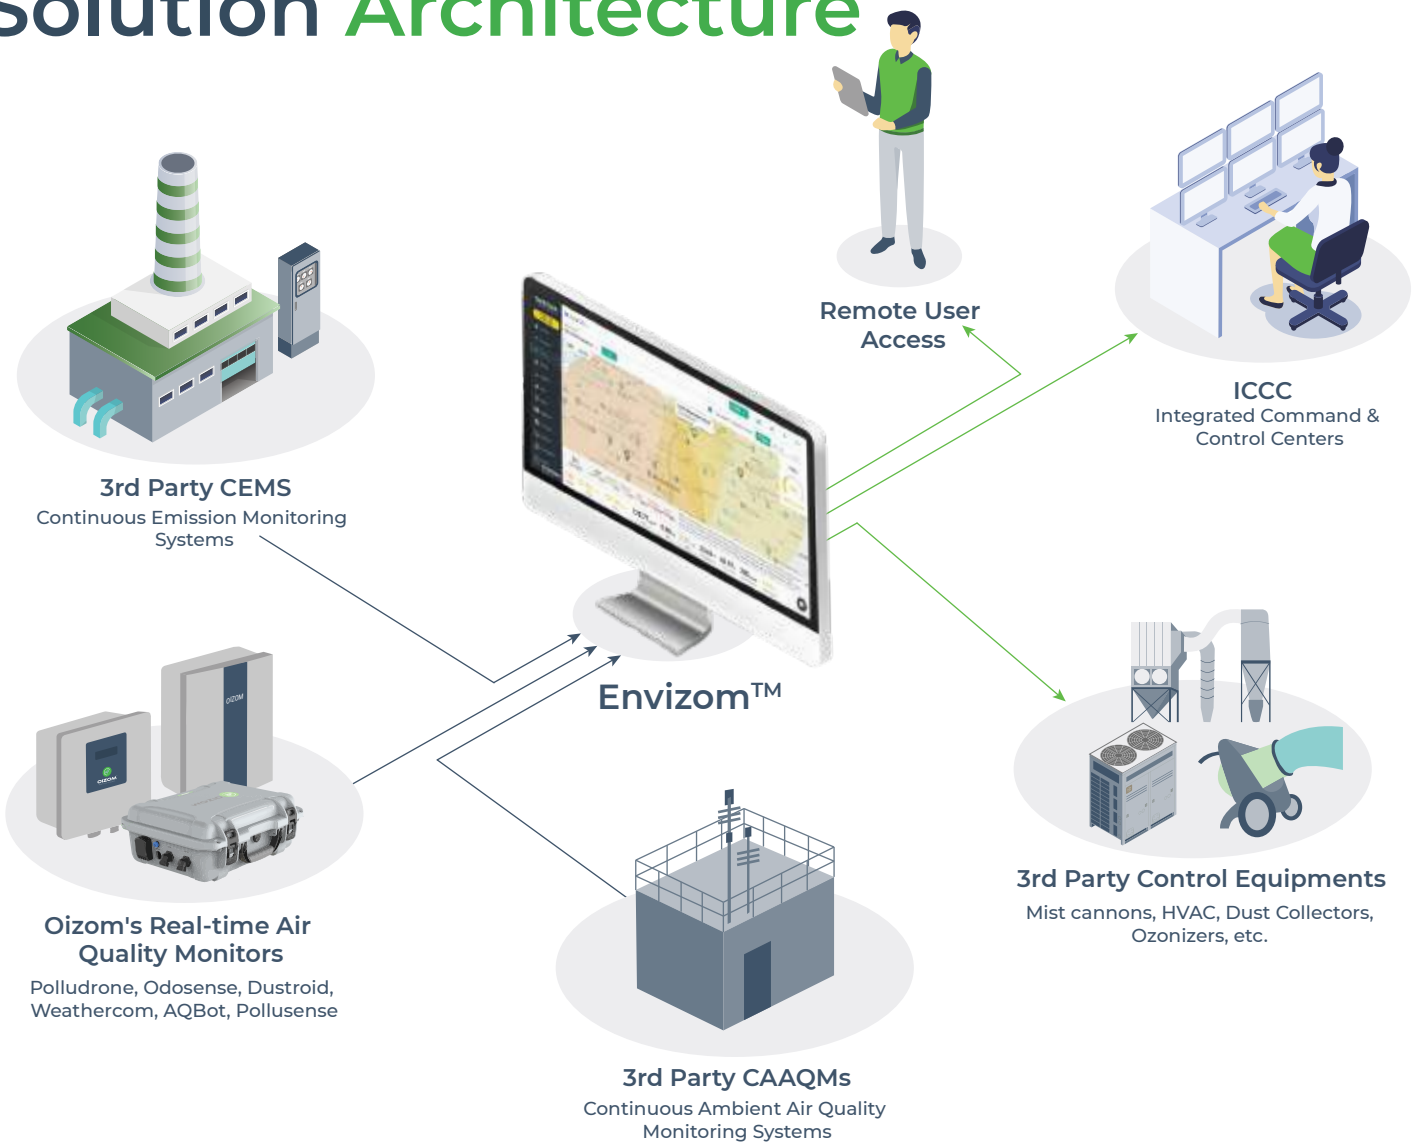 Solution Architecture
Remote User
Access
ICCC
Integrated Command &
Control Centers
3rd Party CEMS
Continuous Emission Monitoring
Systems
Envizom™
OIZOM
OIZOM
Oizom's Real-time Air
Quality Monitors
Polludrone, Odosense, Dustroid,
Weathercom, AQBot, Pollusense
3rd Party Control Equipments
Mist cannons, HVAC, Dust Collectors,
Ozonizers, etc.
3rd Party CAAQMs
Continuous Ambient Air Quality
Monitoring Systems